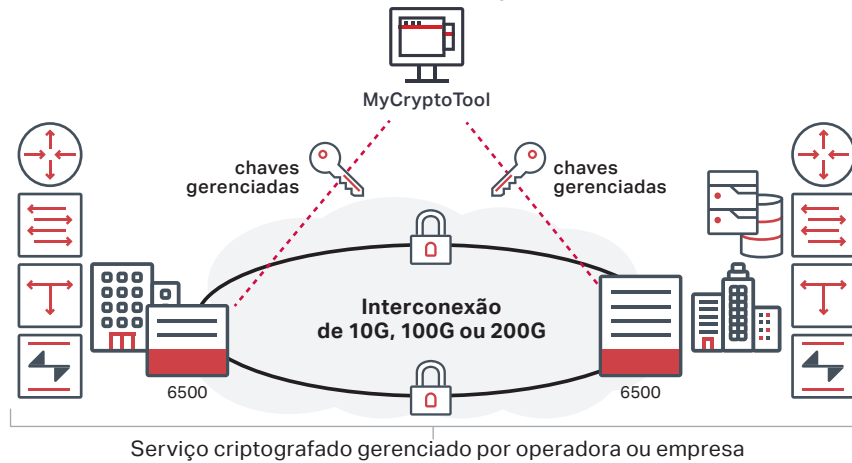 MyCryptoTool
chaves
gerenciadas
chaves
gerenciadas
Interconexão
de 10G, 100G ou 200G
6500
6500
Serviço criptografado gerenciado por operadora ou empresa